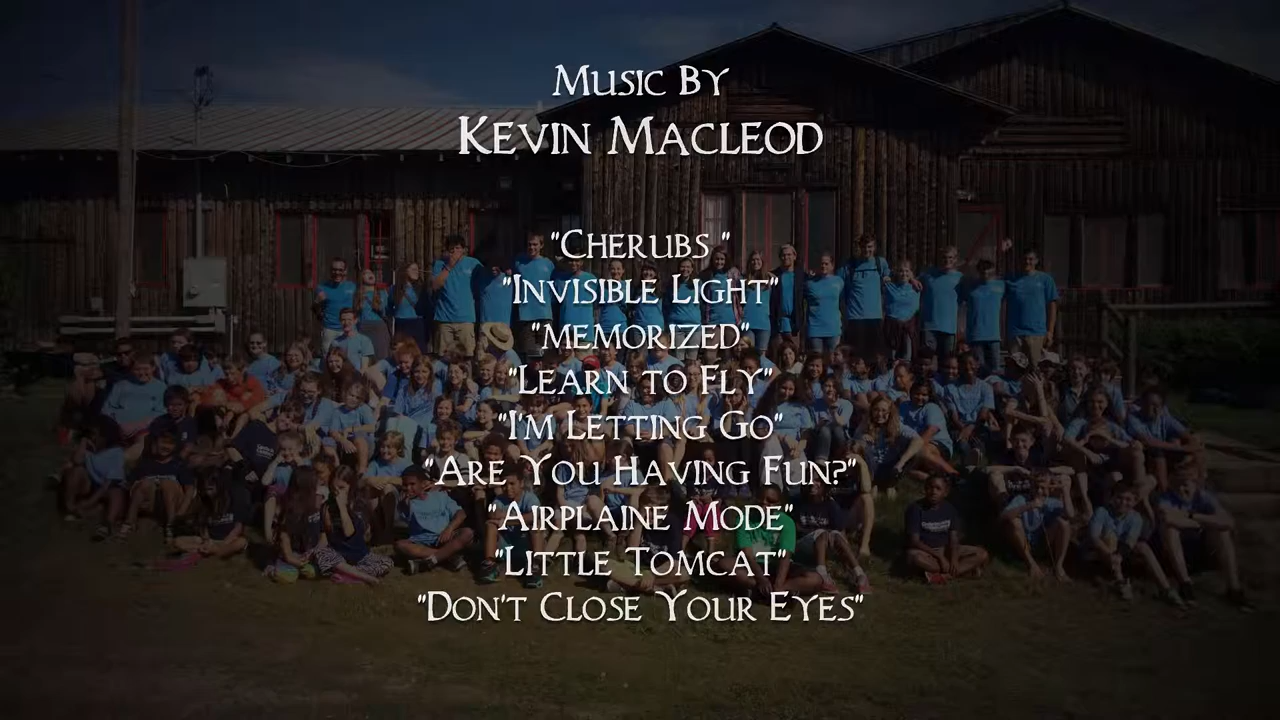 Music By
Kevin Macleod
"Cherubs "
"Invisible Light"
"Memorized"
"Learn to Fly"
"I'm Letting Go"
"Are You Having Fun?"
"Airplaine Mode"
"Little Tomcat"
"Don't Close Your Eyes"